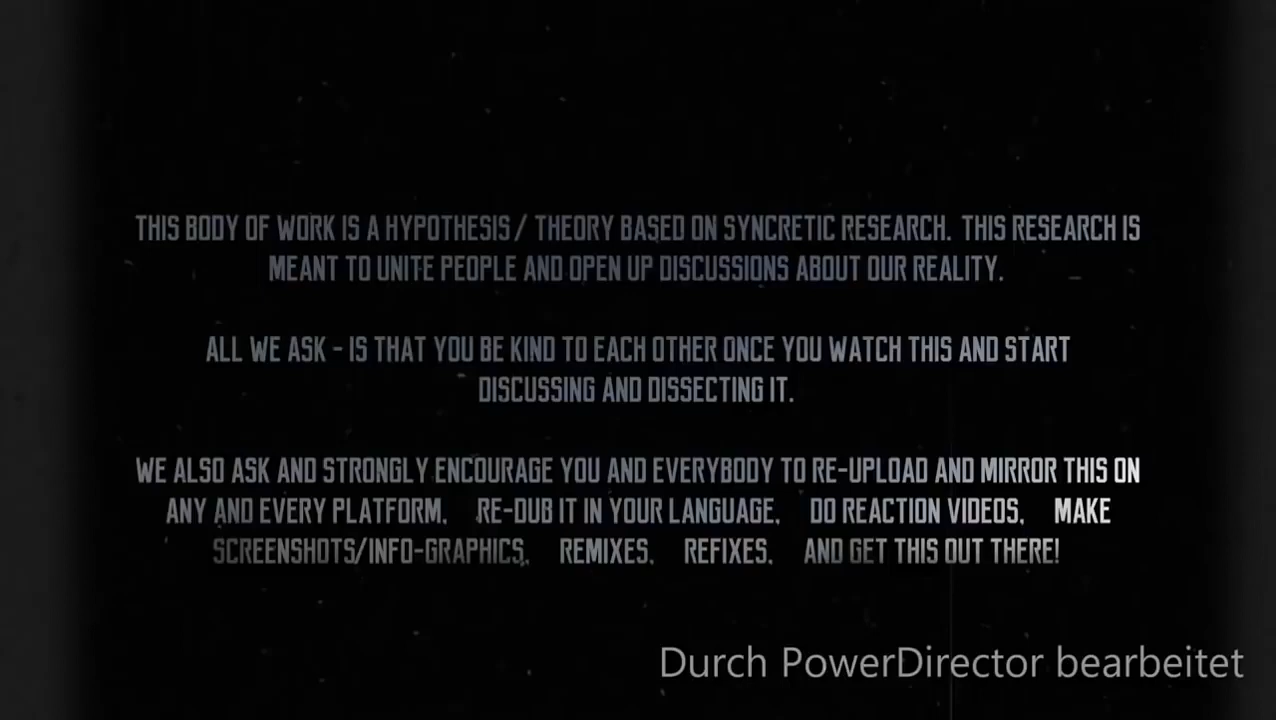 THIS BODY OF WORK IS A HYPOTHESIS / THEORY BASED ON SYNCRETIC RESEARCH. THIS RESEARCH IS
MEANT TO UNITE PEOPLE AND OPEN UP DISCUSSIONS ABOUT OUR REALITY.
ALL WE ASK - IS THAT YOU BE KIND TO EACH OTHER ONCE YOU WATCH THIS AND START
DISCUSSING AND DISSECTING IT.
WE ALSO ASK AND STRONGLY ENCOURAGE YOU AND EVERYBODY TO RE-UPLOAD AND MIRROR THIS ON
ANY AND EVERY PLATFORM, RE-DUB IT IN YOUR LANGUAGE, DO REACTION VIDEOS, MAKE
SCREENSHOTS/INFO-GRAPHICS, REMIXES, REFIXES, AND GET THIS OUT THERE!
Durch PowerDirector bearbeitet